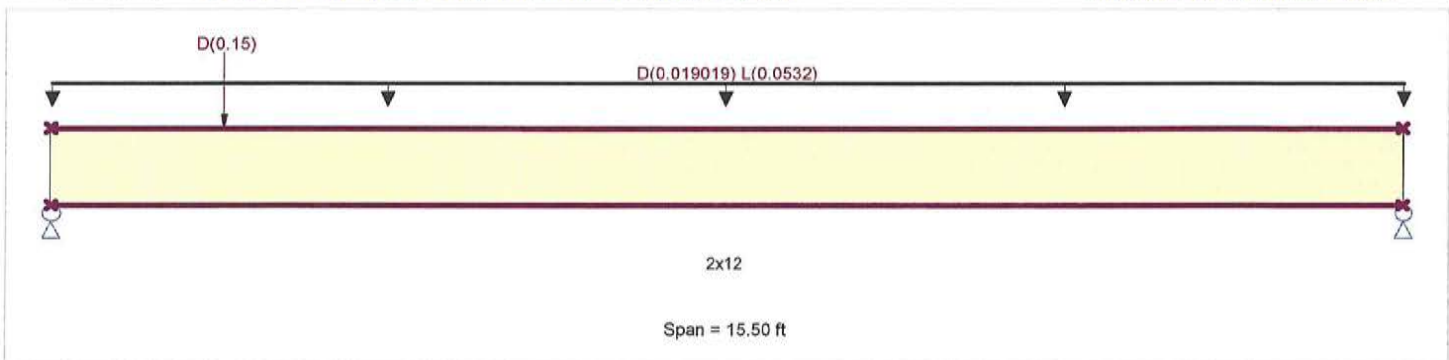 D(0.15)
D(0.019019) L(0.0532)
2x12
Span = 15.50 ft